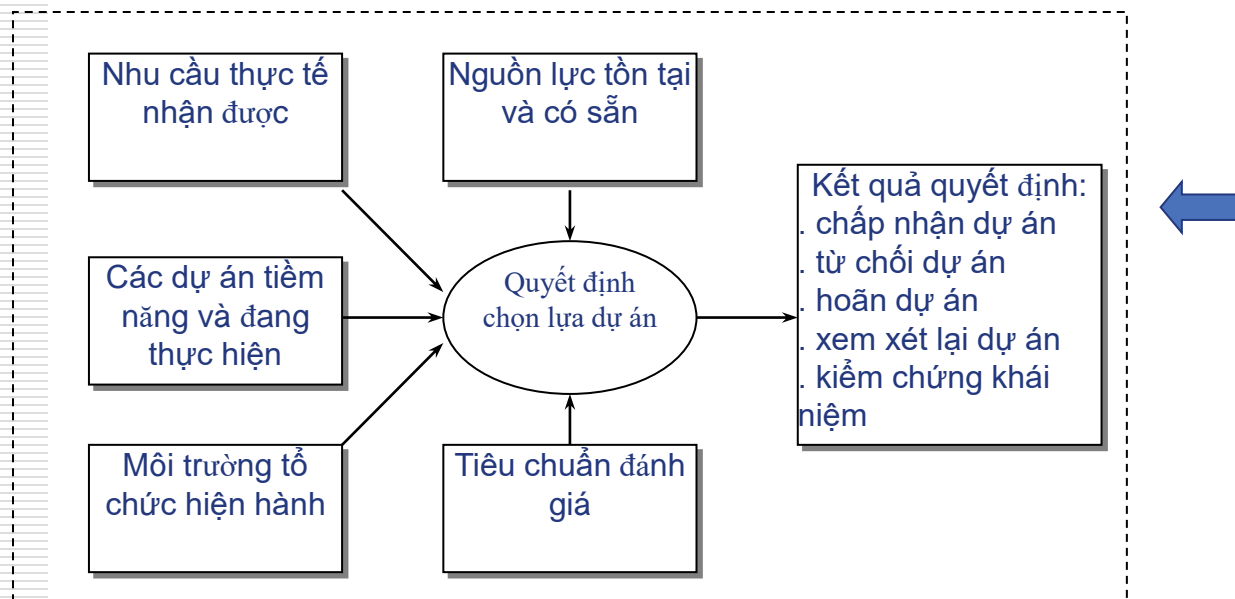 Nhu cầu thực tế
nhận được
Nguồn lực tồn tại
và có sẵn
Kết quả quyết định:
. chấp nhận dự án
. từ chối dự án
. hoãn dự án
. xem xét lại dự án
. kiểm chứng khái
niệm
Các dự án tiềm
năng và đang
thực hiện
Quyết định
chọn lựa dự án
Môi trường tổ
chức hiện hành
Tiêu chuẩn đánh
giá